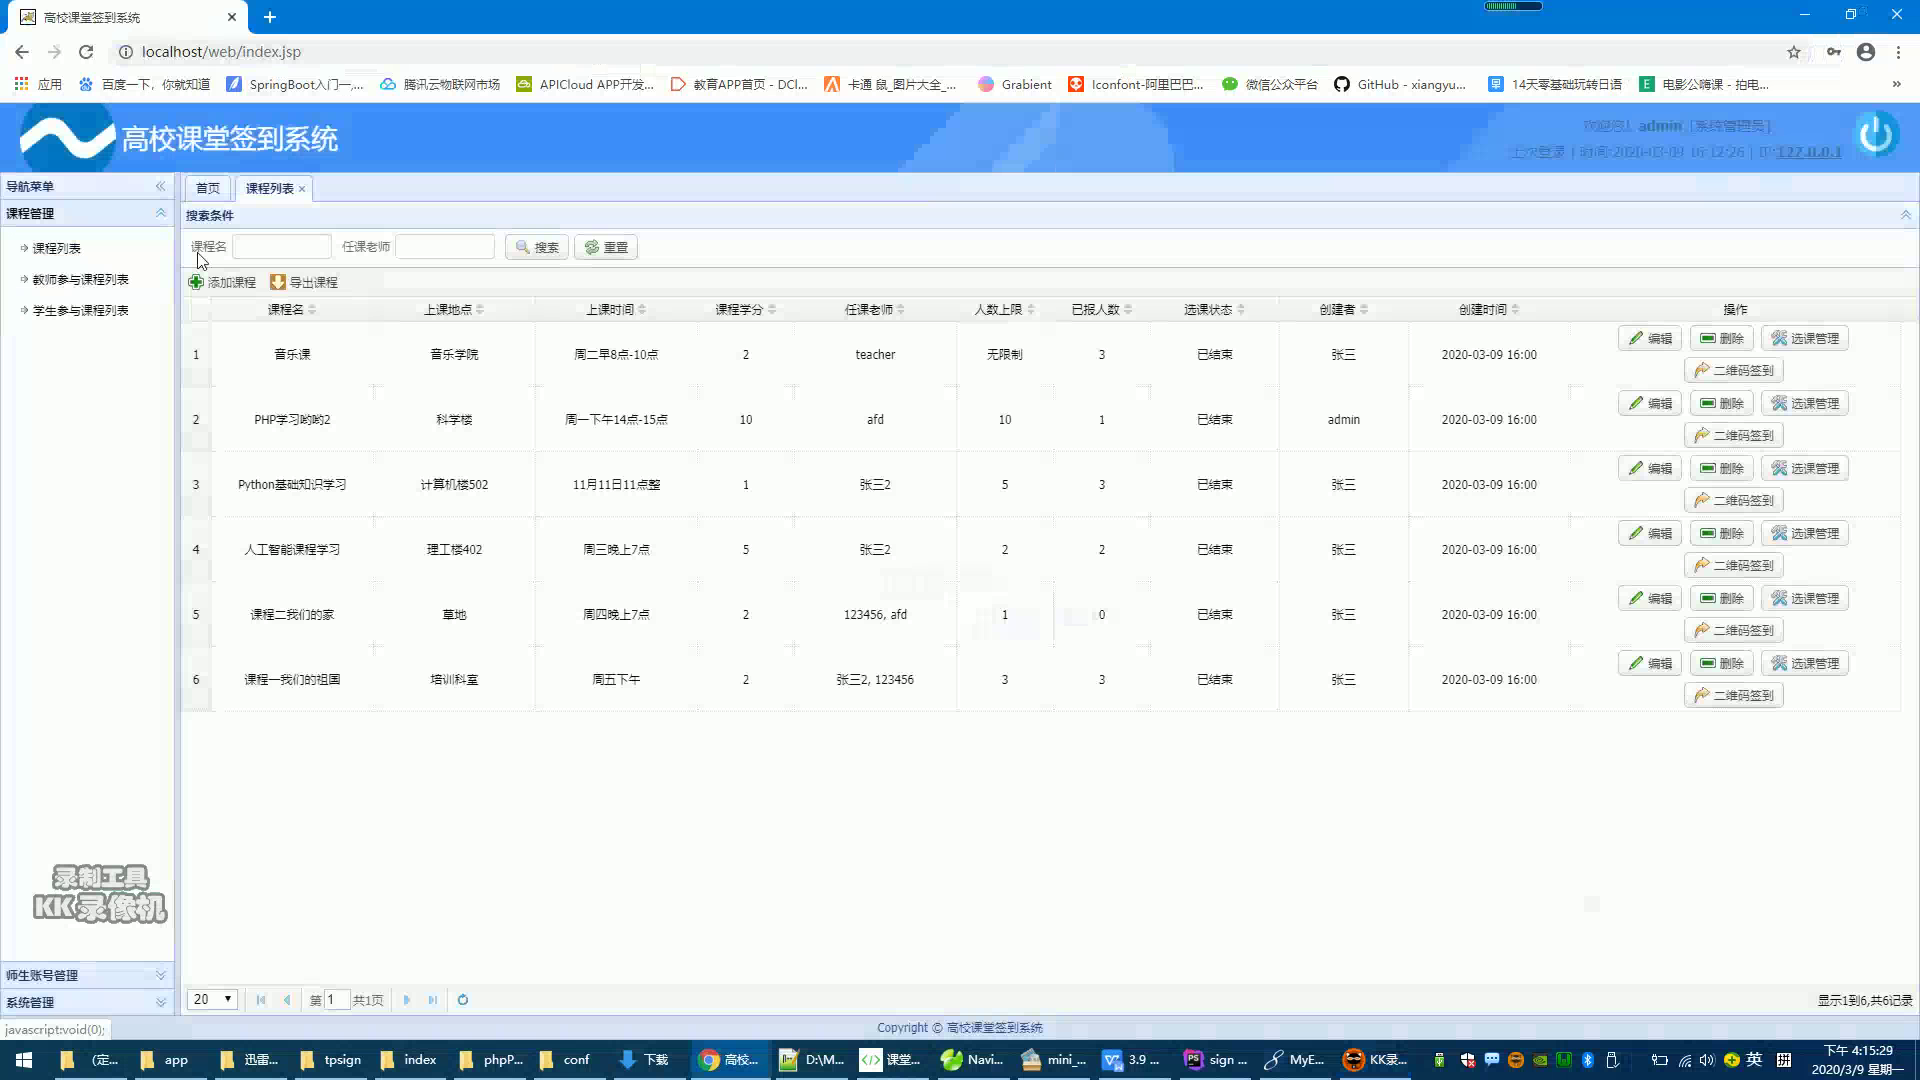 高校课堂签到系统
localhost/web/index.jsp
应用 百度一下，你就知道 SpringBoot入门一,... 腾讯云物联网市场 APICloud APP开发... 教育APP首页 - DCl... 卡通 鼠_图片大全_... Grabient Iconfont-阿里巴巴... 微信公众平台 GitHub - xiangyu... 14天零基础玩转日语 电影公嗨课 - 拍电...
高校课堂签到系统
欢迎您！admin [系统管理员]
上次登录 | 时间:2020-03-09 16:12:26 | IP:127.0.0.1
导航菜单
首页 课程列表
课程管理
搜索条件
课程列表
教师参与课程列表
学生参与课程列表
课程名 任课老师 搜索 重置
添加课程 导出课程
课程名 上课地点 上课时间 课程学分 任课老师 人数上限 已报人数 选课状态 创建者 创建时间 操作
1 音乐课 音乐学院 周二早8点-10点 2 teacher 无限制 3 已结束 张三 2020-03-09 16:00 编辑 删除 选课管理
二维码签到
2 PHP学习哟哟2 科学楼 周一下午14点-15点 10 afd 10 1 已结束 admin 2020-03-09 16:00 编辑 删除 选课管理
二维码签到
3 Python基础知识学习 计算机楼502 11月11日11点整 1 张三2 5 3 已结束 张三 2020-03-09 16:00 编辑 删除 选课管理
二维码签到
4 人工智能课程学习 理工楼402 周三晚上7点 5 张三2 2 2 已结束 张三 2020-03-09 16:00 编辑 删除 选课管理
二维码签到
5 课程二我们的家 草地 周四晚上7点 2 123456, afd 1 0 已结束 张三 2020-03-09 16:00 编辑 删除 选课管理
二维码签到
6 课程一我们的祖国 培训科室 周五下午 2 张三2, 123456 3 3 已结束 张三 2020-03-09 16:00 编辑 删除 选课管理
二维码签到
录制工具
KK录像机
师生账号管理
系统管理
20 第 1 共1页 显示1到6,共6记录
javascript:void(0);
Copyright © 高校课堂签到系统
(定... app 迅雷... tpsign index phpP... conf 下载 高校... D:\M... 课堂... Navi... mini_... 3.9 ... sign ... MyE... KK录... 英 拼
下午 4:15:29
2020/3/9 星期一